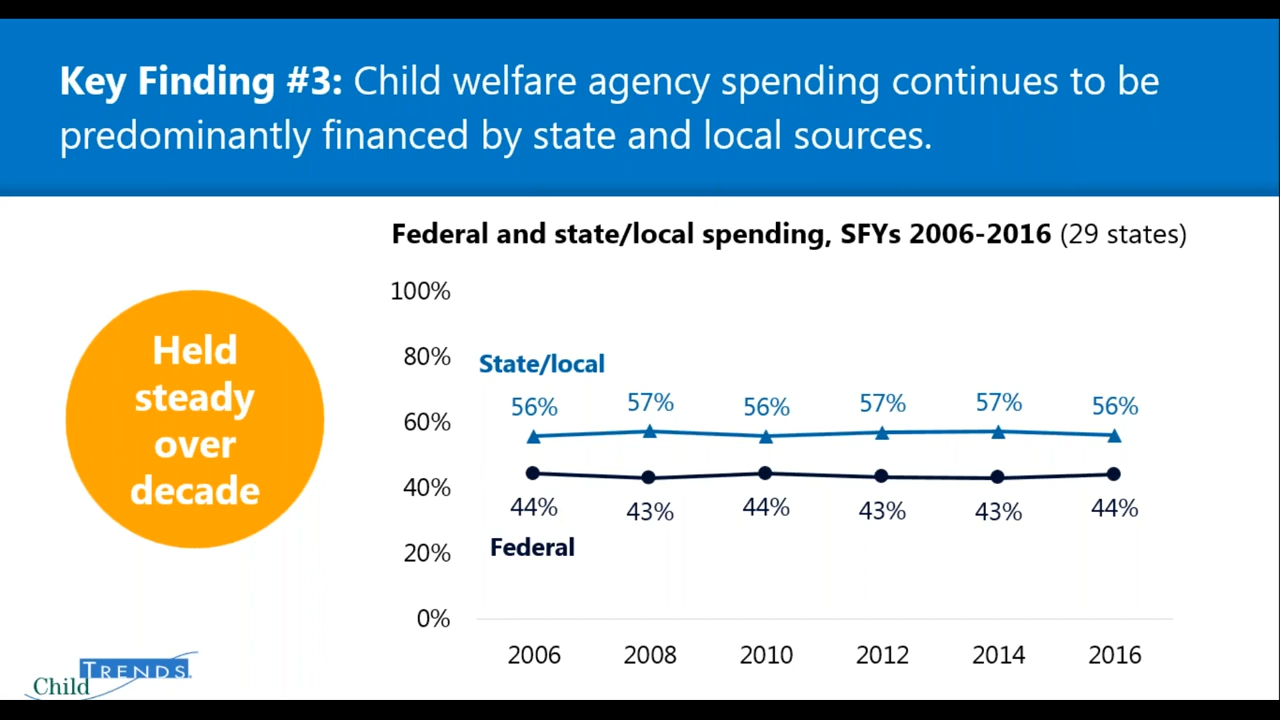 Key Finding #3: Child welfare agency spending continues to be
predominantly financed by state and local sources.
Federal and state/local spending, SFYs 2006-2016 (29 states)
Held
steady
over
decade
100%
80%
60%
40%
20%
0%
State/local
56% 57% 56% 57% 57% 56%
44% 43% 44% 43% 43% 44%
Federal
2006 2008 2010 2012 2014 2016
Child TRENDS